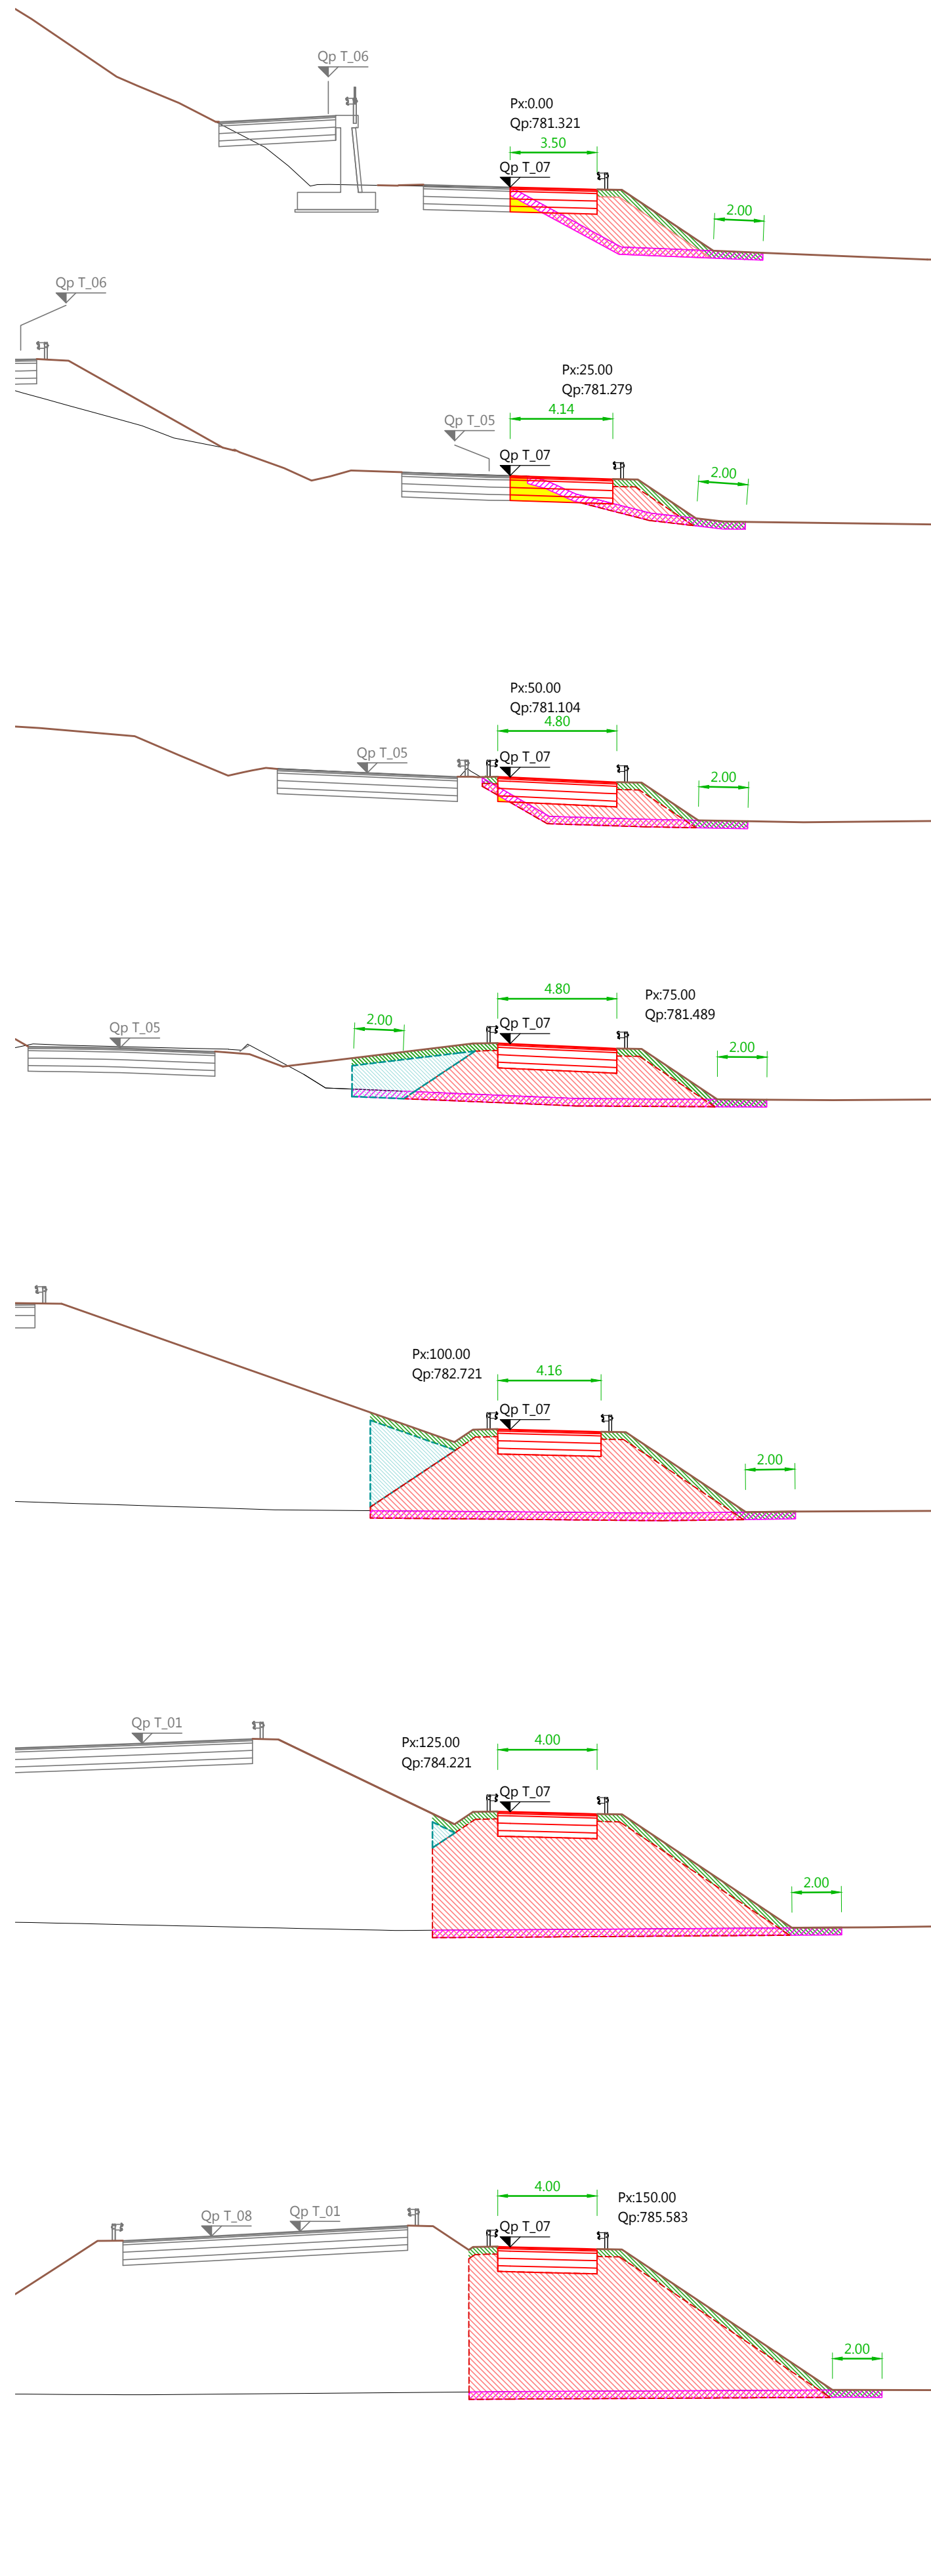 Qp T_06
Px:0.00
Qp:781.321
3.50
Qp T_07
2.00
Qp T_06
Px:25.00
Qp:781.279
4.14
Qp T_05
Qp T_07
2.00
Px:50.00
Qp:781.104
4.80
Qp T_05
Qp T_07
2.00
4.80
Px:75.00
Qp:781.489
2.00
Qp T_05
Qp T_07
2.00
Px:100.00
Qp:782.721
4.16
Qp T_07
2.00
Qp T_01
Px:125.00
Qp:784.221
4.00
Qp T_07
2.00
4.00
Px:150.00
Qp:785.583
Qp T_08
Qp T_01
Qp T_07
2.00